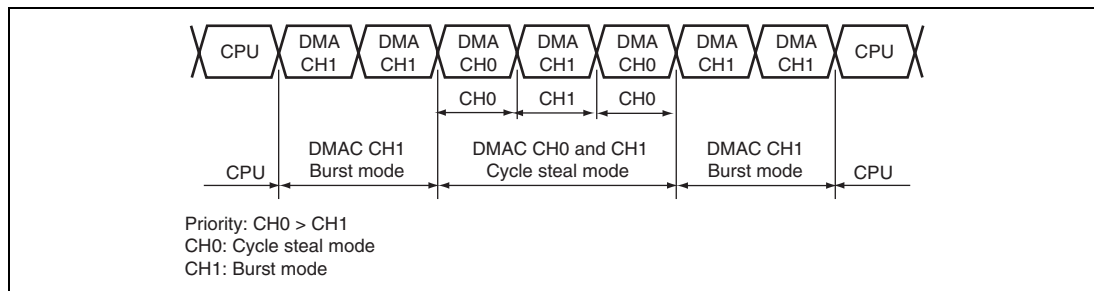 CPU DMA DMA DMA DMA DMA DMA DMA CPU
CH1 CH1 CH0 CH1 CH0 CH1 CH1
CH0 CH1 CH0
DMAC CH1 DMAC CH0 and CH1 DMAC CH1
CPU Burst mode Cycle steal mode Burst mode CPU
Priority: CH0 > CH1
CH0: Cycle steal mode
CH1: Burst mode